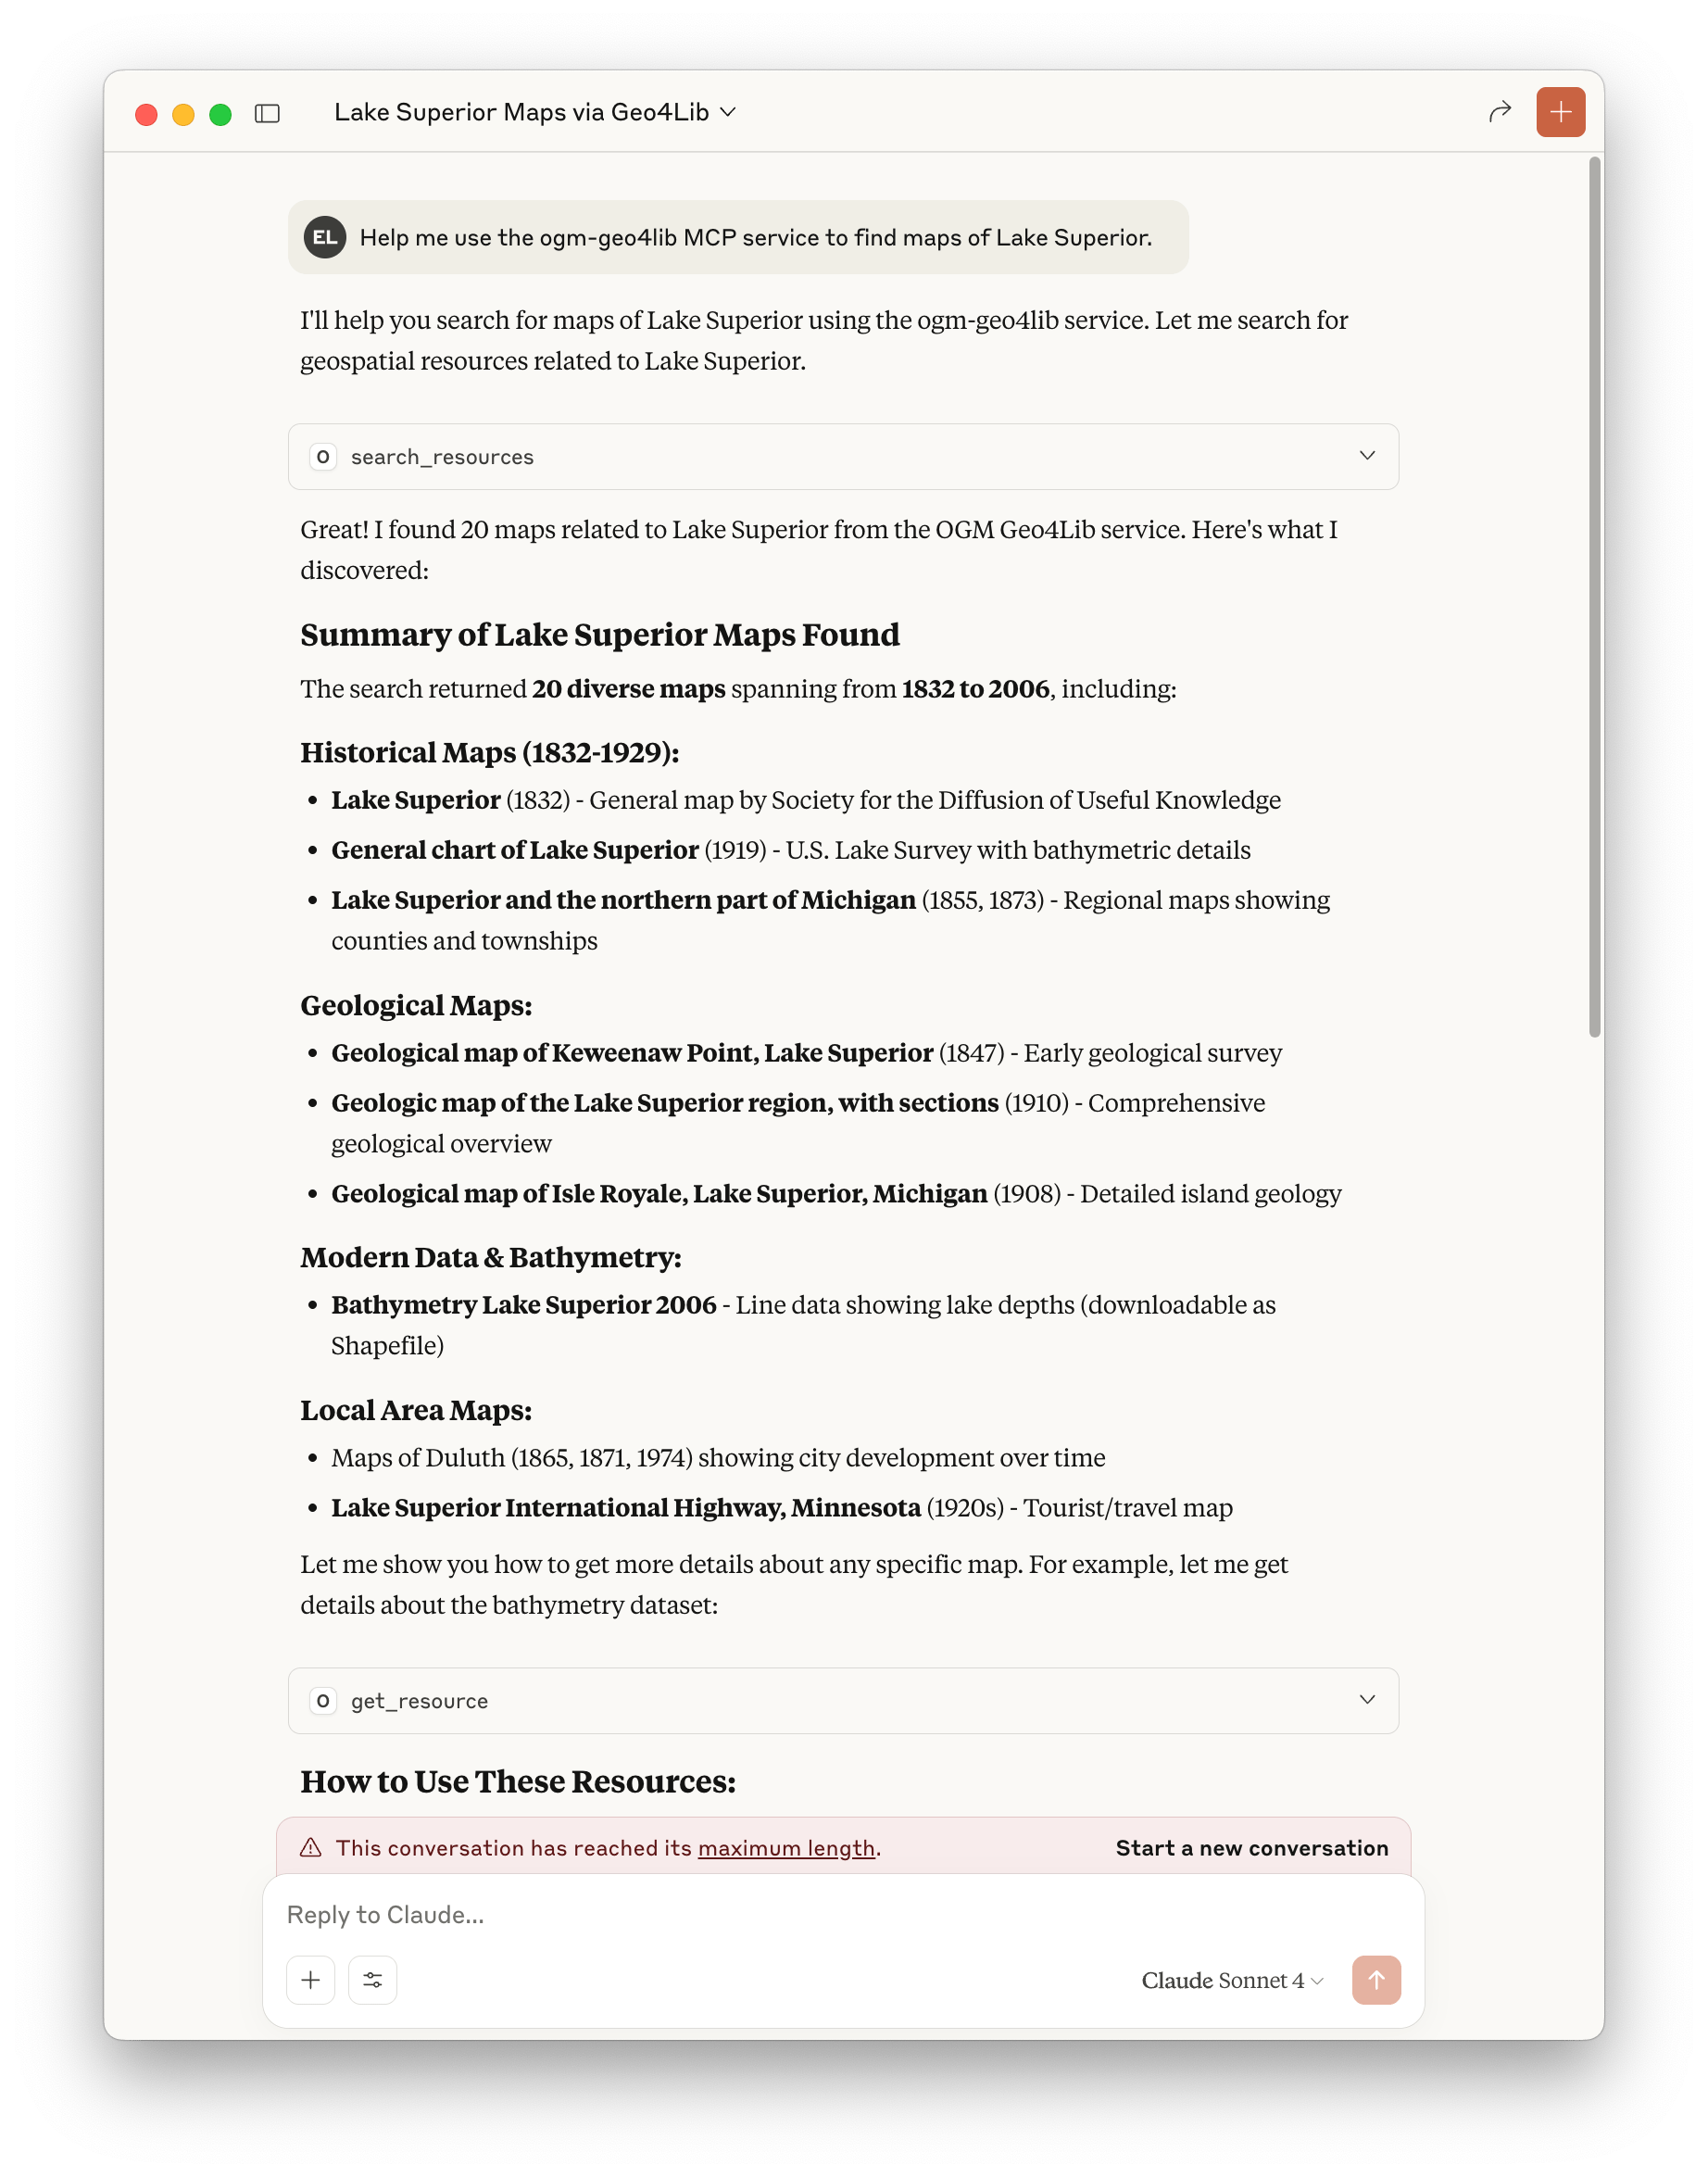 Lake Superior Maps via Geo4Lib
EL Help me use the ogm-geo4lib MCP service to find maps of Lake Superior.
I'll help you search for maps of Lake Superior using the ogm-geo4lib service. Let me search for
geospatial resources related to Lake Superior.
O search_resources
Great! I found 20 maps related to Lake Superior from the OGM Geo4Lib service. Here's what I
discovered:
Summary of Lake Superior Maps Found
The search returned 20 diverse maps spanning from 1832 to 2006, including:
Historical Maps (1832-1929):
• Lake Superior (1832) - General map by Society for the Diffusion of Useful Knowledge
• General chart of Lake Superior (1919) - U.S. Lake Survey with bathymetric details
• Lake Superior and the northern part of Michigan (1855, 1873) - Regional maps showing
counties and townships
Geological Maps:
• Geological map of Keweenaw Point, Lake Superior (1847) - Early geological survey
• Geologic map of the Lake Superior region, with sections (1910) - Comprehensive
geological overview
• Geological map of Isle Royale, Lake Superior, Michigan (1908) - Detailed island geology
Modern Data & Bathymetry:
• Bathymetry Lake Superior 2006 - Line data showing lake depths (downloadable as
Shapefile)
Local Area Maps:
• Maps of Duluth (1865, 1871, 1974) showing city development over time
• Lake Superior International Highway, Minnesota (1920s) - Tourist/travel map
Let me show you how to get more details about any specific map. For example, let me get
details about the bathymetry dataset:
O get_resource
How to Use These Resources:
This conversation has reached its maximum length. Start a new conversation
Reply to Claude...
Claude Sonnet 4